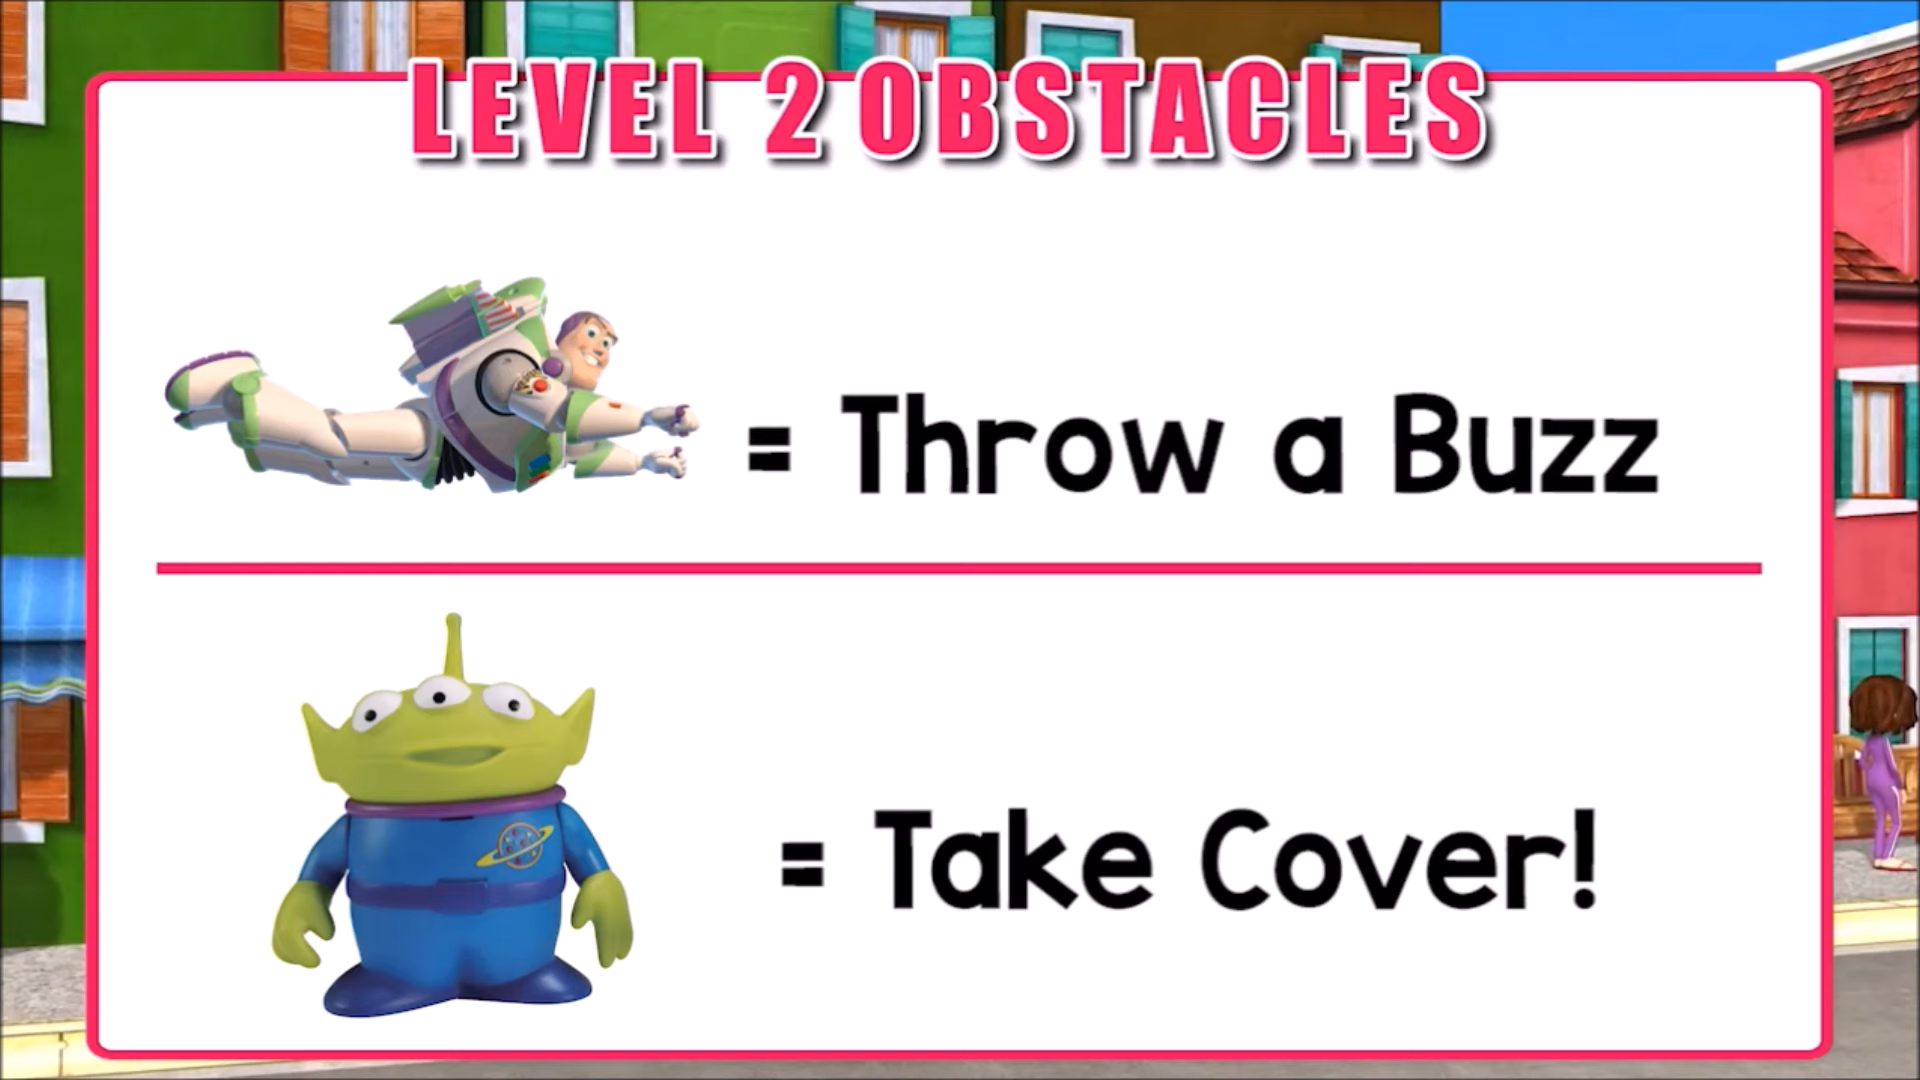 LEVEL 2 OBSTACLES
= Throw a Buzz
= Take Cover!